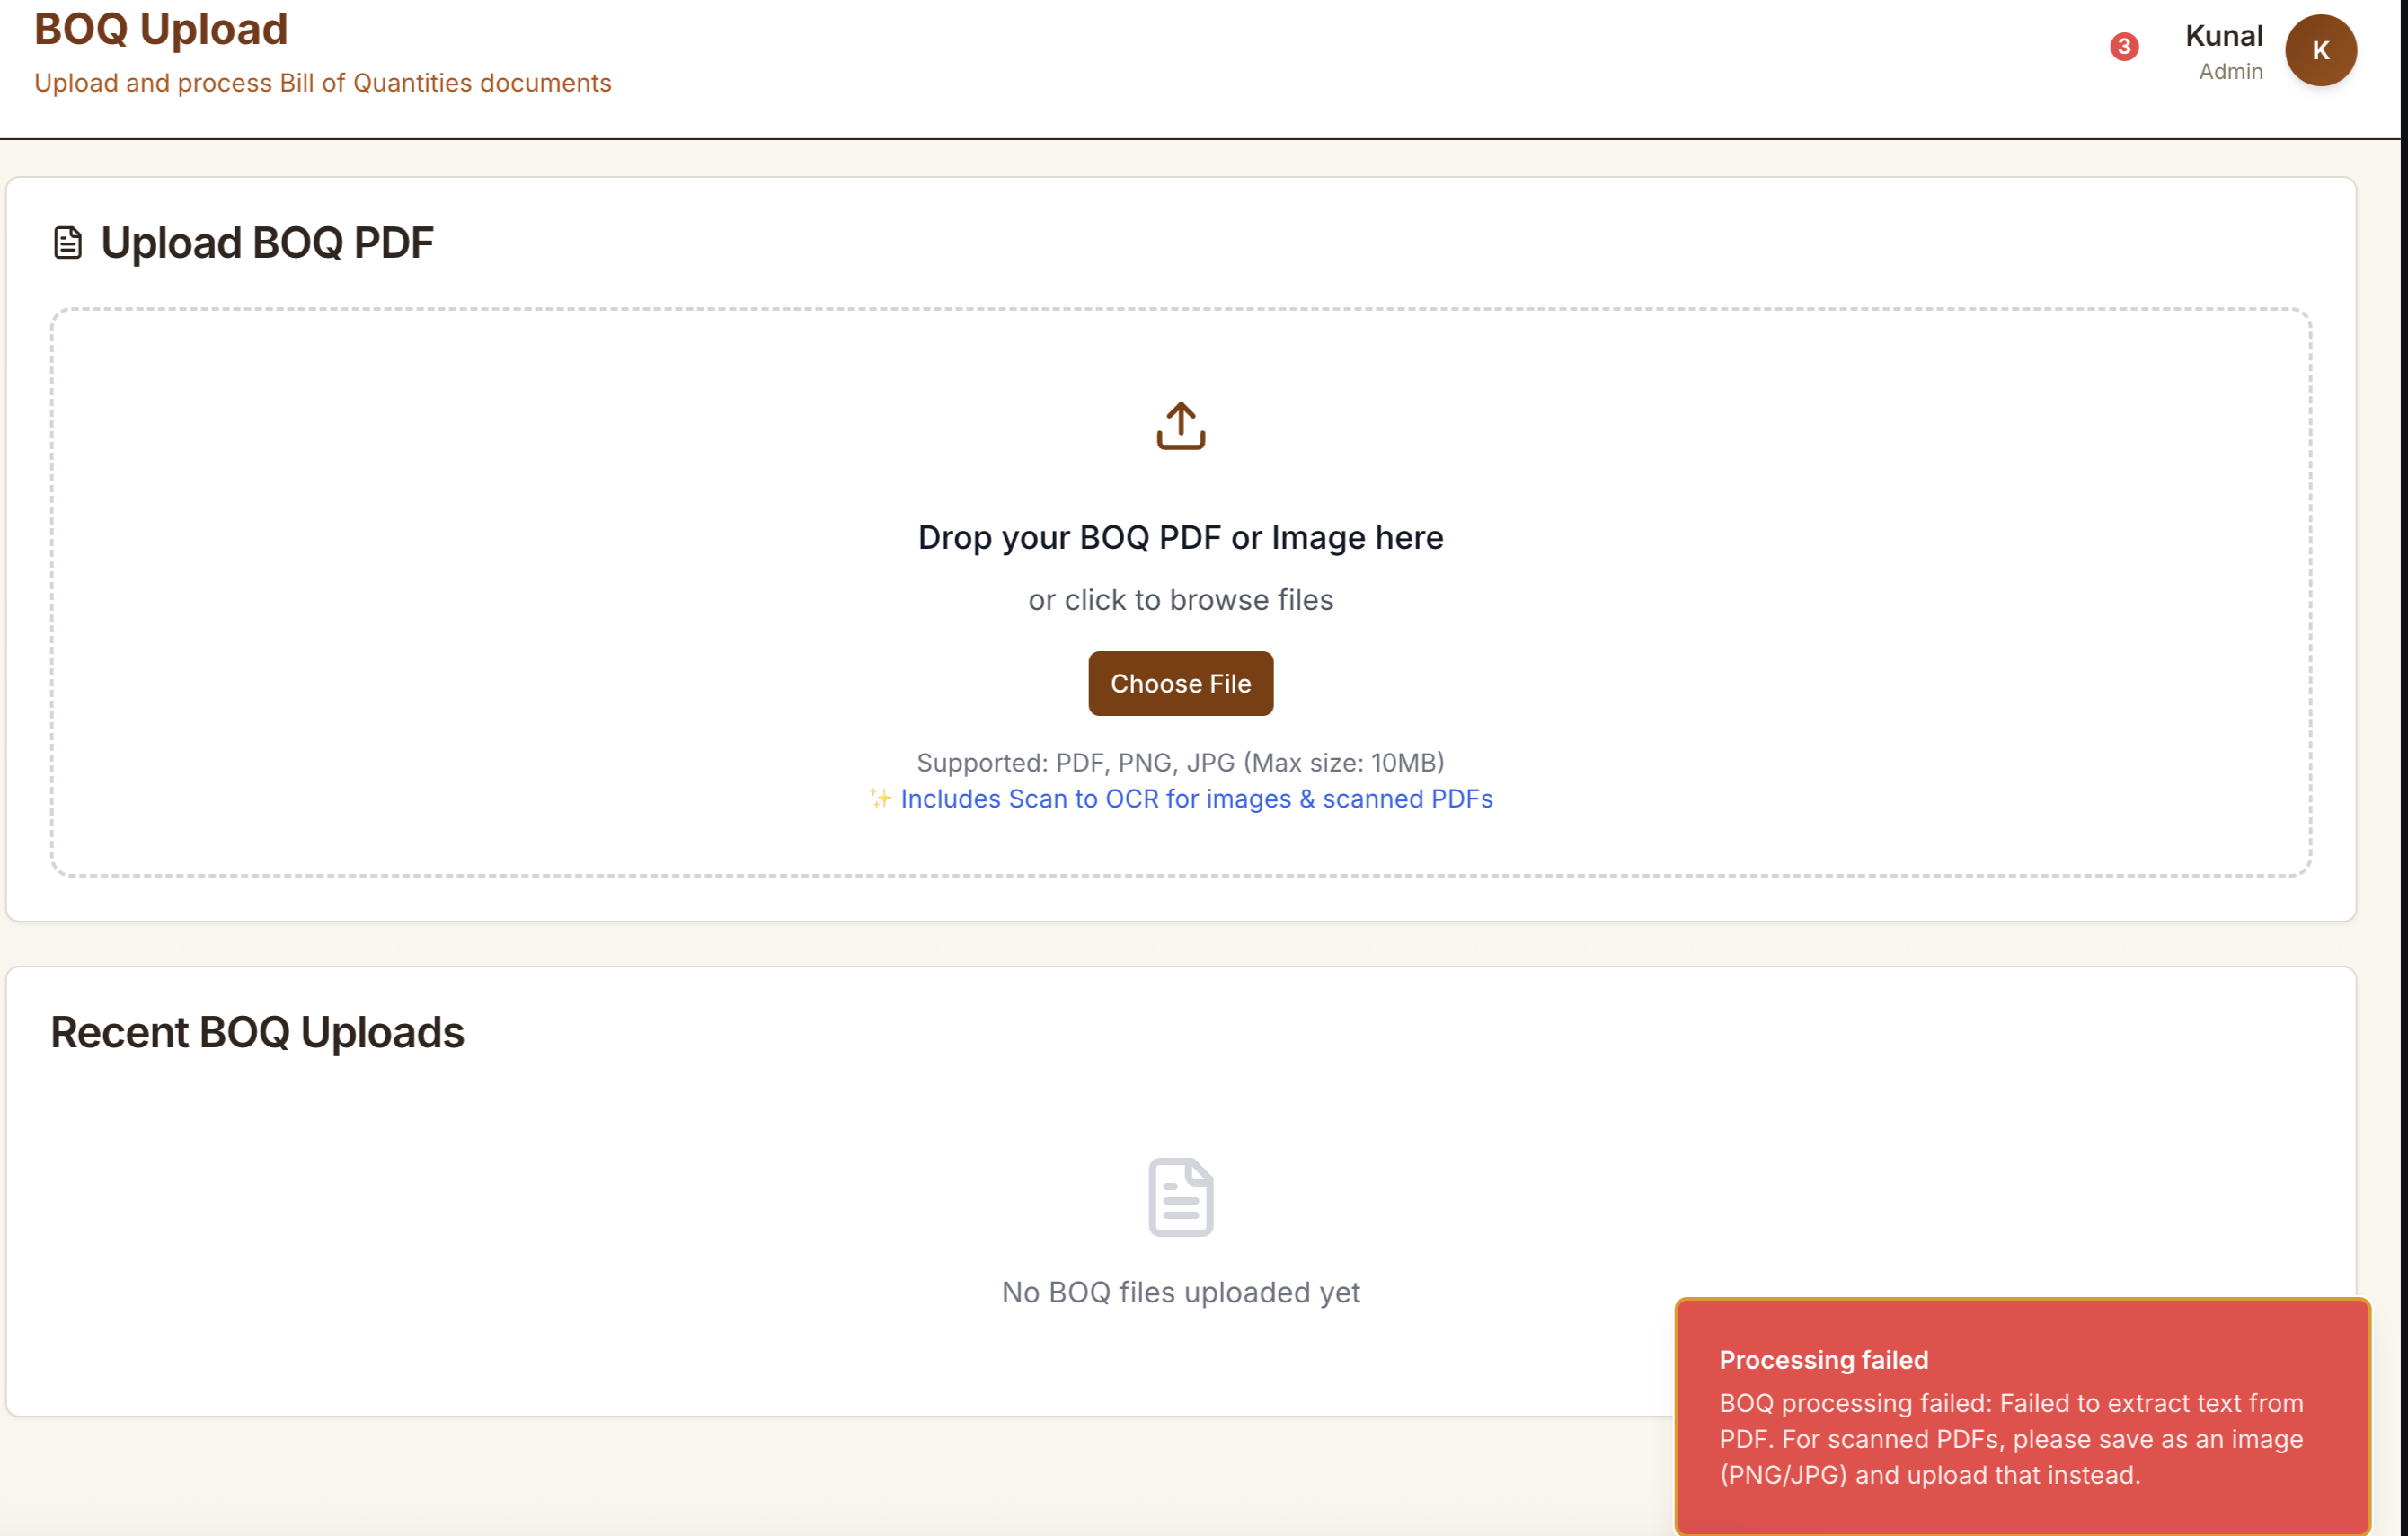 BOQ Upload
Upload and process Bill of Quantities documents
3
Kunal
Admin
K
Upload BOQ PDF
Drop your BOQ PDF or Image here
or click to browse files
Choose File
Supported: PDF, PNG, JPG (Max size: 10MB)
✨ Includes Scan to OCR for images & scanned PDFs
Recent BOQ Uploads
No BOQ files uploaded yet
Processing failed
BOQ processing failed: Failed to extract text from
PDF. For scanned PDFs, please save as an image
(PNG/JPG) and upload that instead.